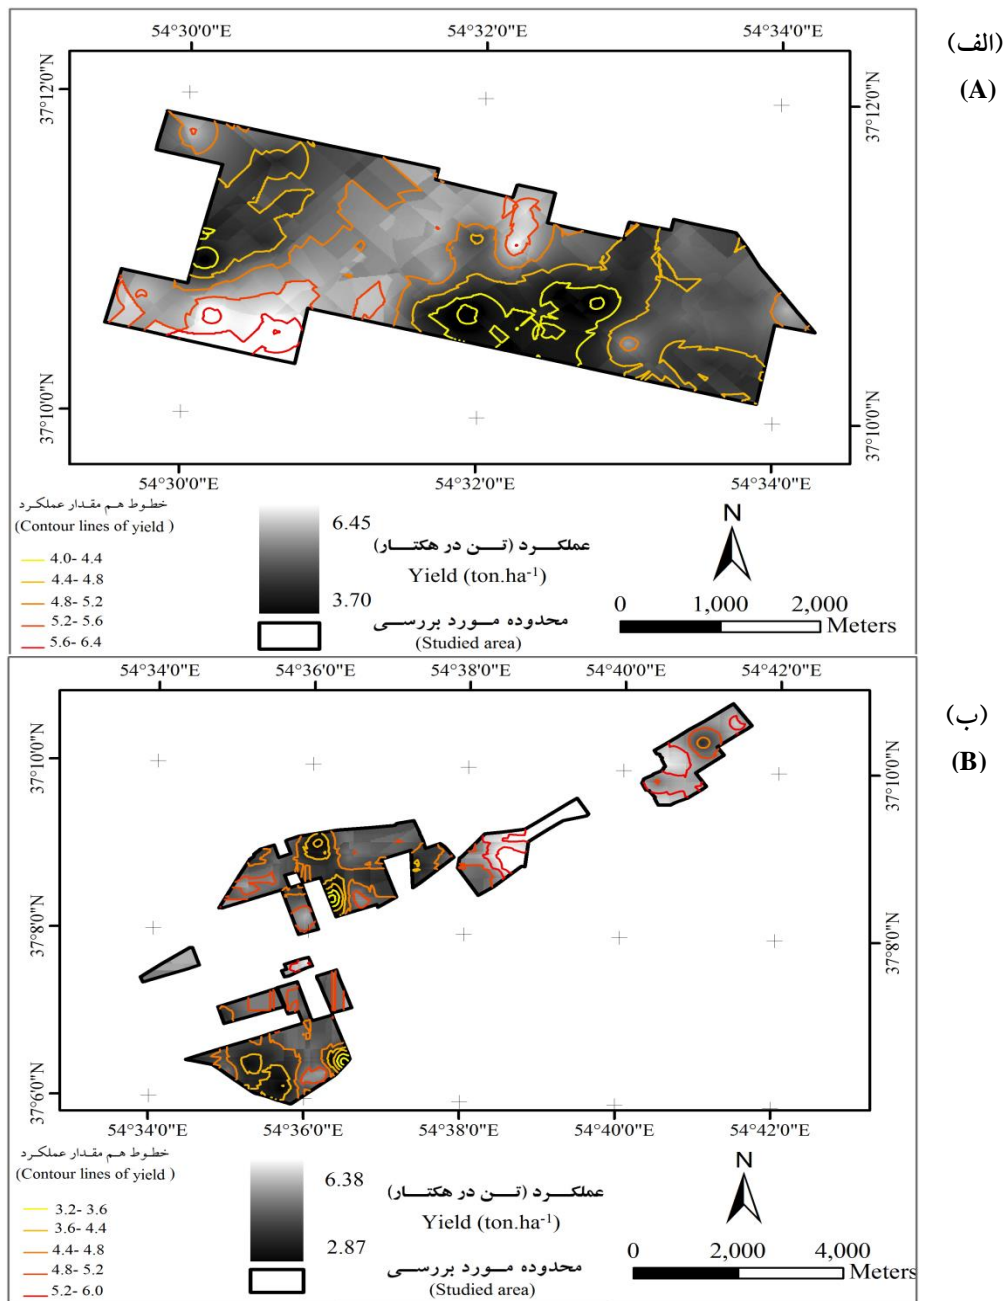 (الف)
(A)
54°30'0"E 54°32'0"E 54°34'0"E
37°12'0"N 37°12'0"N
37°10'0"N 37°10'0"N
54°30'0"E 54°32'0"E 54°34'0"E
خطوط هم مقدار عملکرد
(Contour lines of yield )
4.0- 4.4
4.4- 4.8
4.8- 5.2
5.2- 5.6
5.6- 6.4
6.45
عملکرد (تن در هکتار)
Yield (ton.ha⁻¹)
3.70
محدوده مورد بررسی
(Studied area)
N
0 1,000 2,000
Meters
(ب)
(B)
54°34'0"E 54°36'0"E 54°38'0"E 54°40'0"E 54°42'0"E
37°10'0"N 37°10'0"N
37°8'0"N 37°8'0"N
37°6'0"N
54°34'0"E 54°36'0"E 54°38'0"E 54°40'0"E 54°42'0"E
خطوط هم مقدار عملکرد
(Contour lines of yield )
3.2- 3.6
3.6- 4.4
4.4- 4.8
4.8- 5.2
5.2- 6.0
6.38
عملکرد (تن در هکتار)
Yield (ton.ha⁻¹)
2.87
محدوده مورد بررسی
(Studied area)
N
0 2,000 4,000
Meters